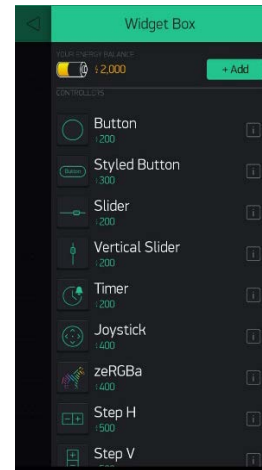 Widget Box
YOUR ENERGY BALANCE
2,000
+ Add
CONTROLLERS
Button
200
Styled Button
Button
300
Slider
200
Vertical Slider
200
Timer
200
Joystick
400
zeRGBa
400
Step H
500
Step V